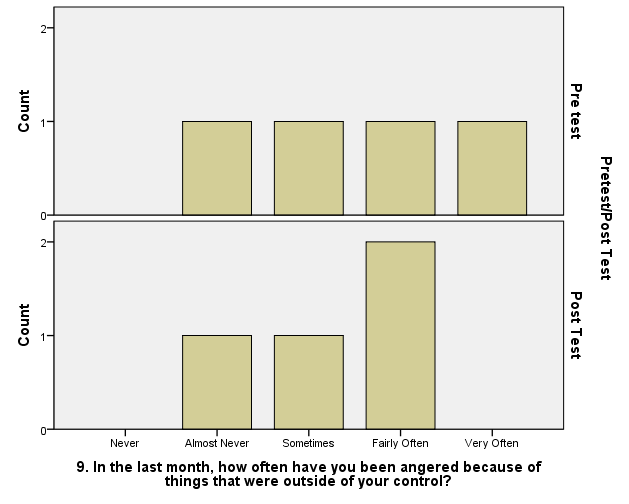 2
1
0
Count
Pre test
2
1
0
Count
Post Test
Pretest/Post Test
Never
Almost Never
Sometimes
Fairly Often
Very Often
9. In the last month, how often have you been angered because of
things that were outside of your control?